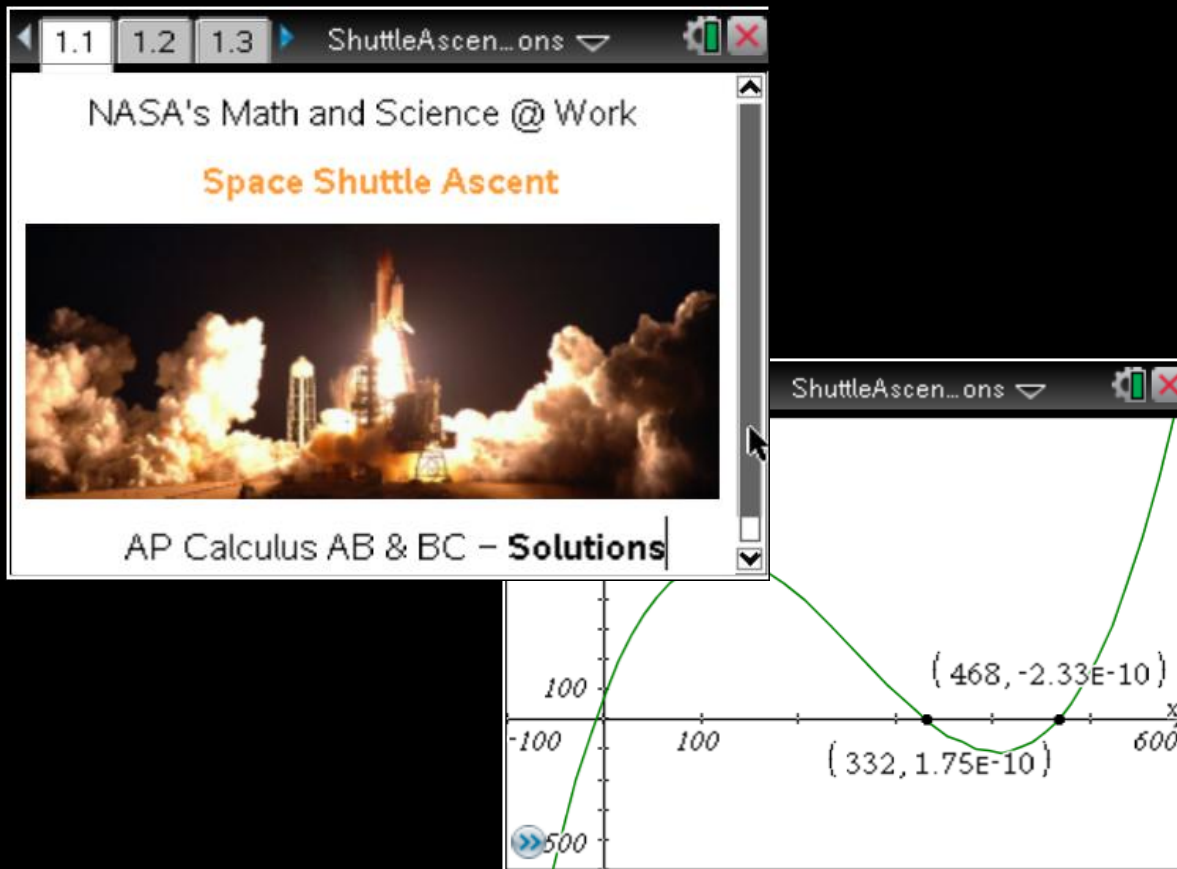 1.1 1.2 1.3 ShuttleAscen...ons
NASA's Math and Science @ Work
Space Shuttle Ascent
AP Calculus AB & BC – Solutions
ShuttleAscen...ons
(468,-2.33E-10)
100
x
-100 100 600
(332,1.75E-10)
500